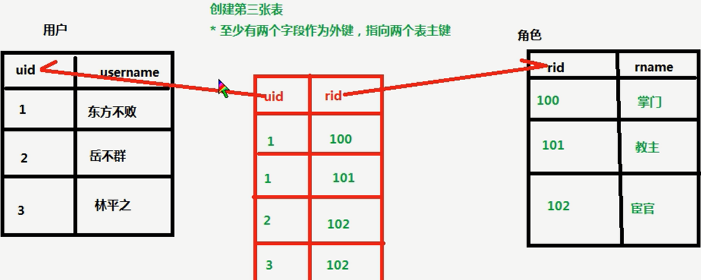 创建第三张表
* 至少有两个字段作为外键，指向两个表主键
用户
uid username
1 东方不败
2 岳不群
3 林平之
uid rid
1 100
1 101
2 102
3 102
角色
rid rname
100 掌门
101 教主
102 宦官